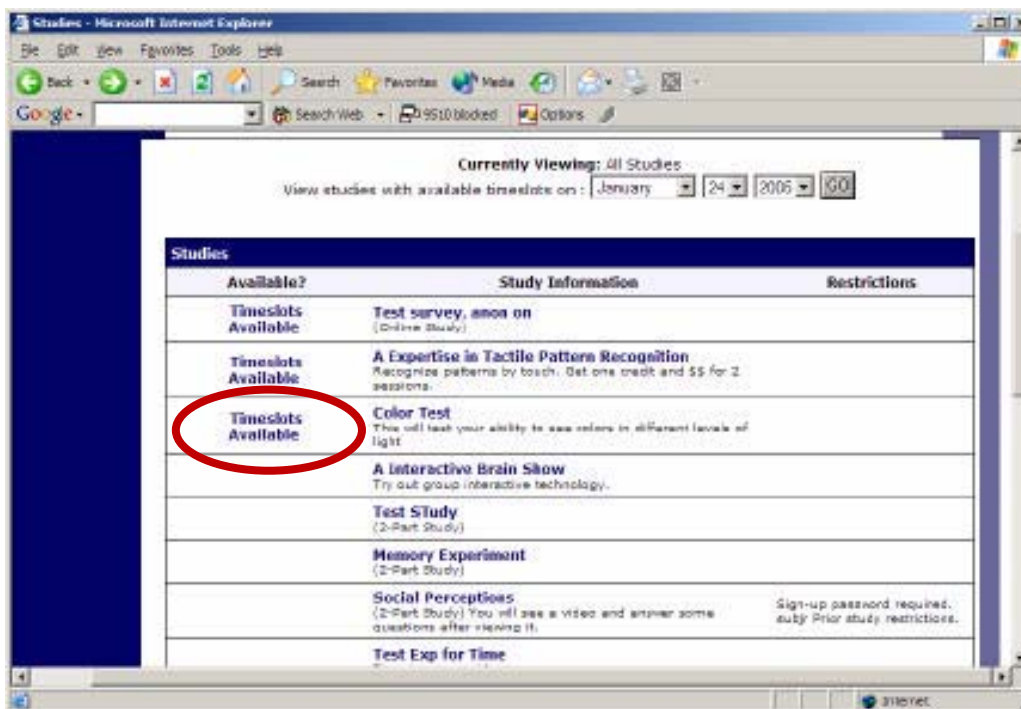 Studies - Microsoft Internet Explorer
File Edit View Favorites Tools Help
Back Search Favorites Media
Google Search Web 9510 blocked Options
Currently Viewing: All Studies
View studies with available timeslots on : January 24 2006 GO
Studies
Available? Study Information Restrictions
Timeslots Available
Test survey, anon on
(Online Study)
Timeslots Available
A Expertise in Tactile Pattern Recognition
Recognize patterns by touch. Get one credit and $$ for 2
sessions.
Timeslots Available
Color Test
This will test your ability to see colors in different levels of
light
A Interactive Brain Show
Try out group interactive technology.
Test STudy
(2-Part Study)
Memory Experiment
(2-Part Study)
Social Perceptions
(2-Part Study) You will see a video and answer some
questions after viewing it.
Sign-up password required.
subjr Prior study restrictions.
Test Exp for Time
Internet